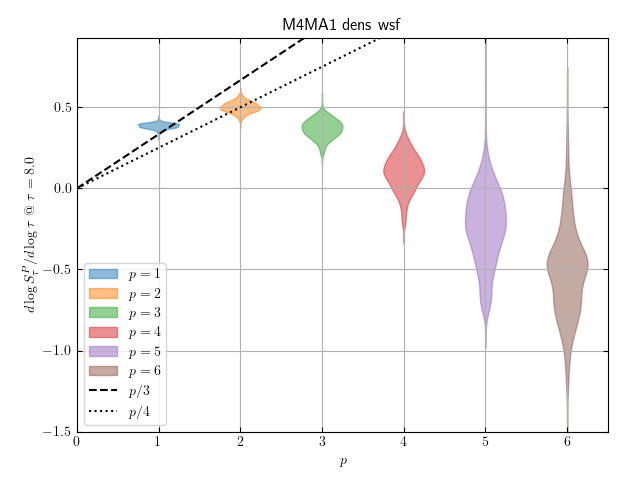 M4MA1 dens wsf
d log S_τ^P / d log τ @ τ = 8.0
0.5
0.0
−0.5
−1.0
−1.5
p = 1
p = 2
p = 3
p = 4
p = 5
p = 6
p/3
p/4
0 1 2 3 4 5 6
p